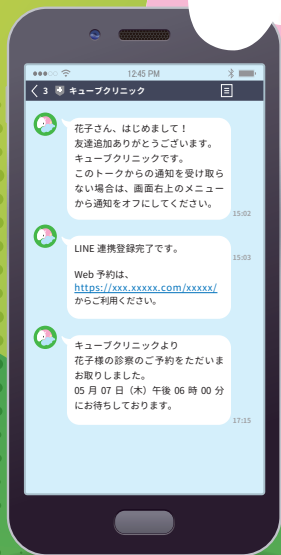 12:45 PM
3 キューブクリニック
花子さん、はじめまして！
友達追加ありがとうございます。
キューブクリニックです。
このトークからの通知を受け取ら
ない場合は、画面右上のメニュー
から通知をオフにしてください。
15:02
LINE 連携登録完了です。
15:03
Web 予約は、
https://xxx.xxxxx.com/xxxxx/
からご利用ください。
キューブクリニックより
花子様の診察のご予約をただいま
お取りしました。
05 月 07 日（木）午後 06 時 00 分
にお待ちしております。
17:15